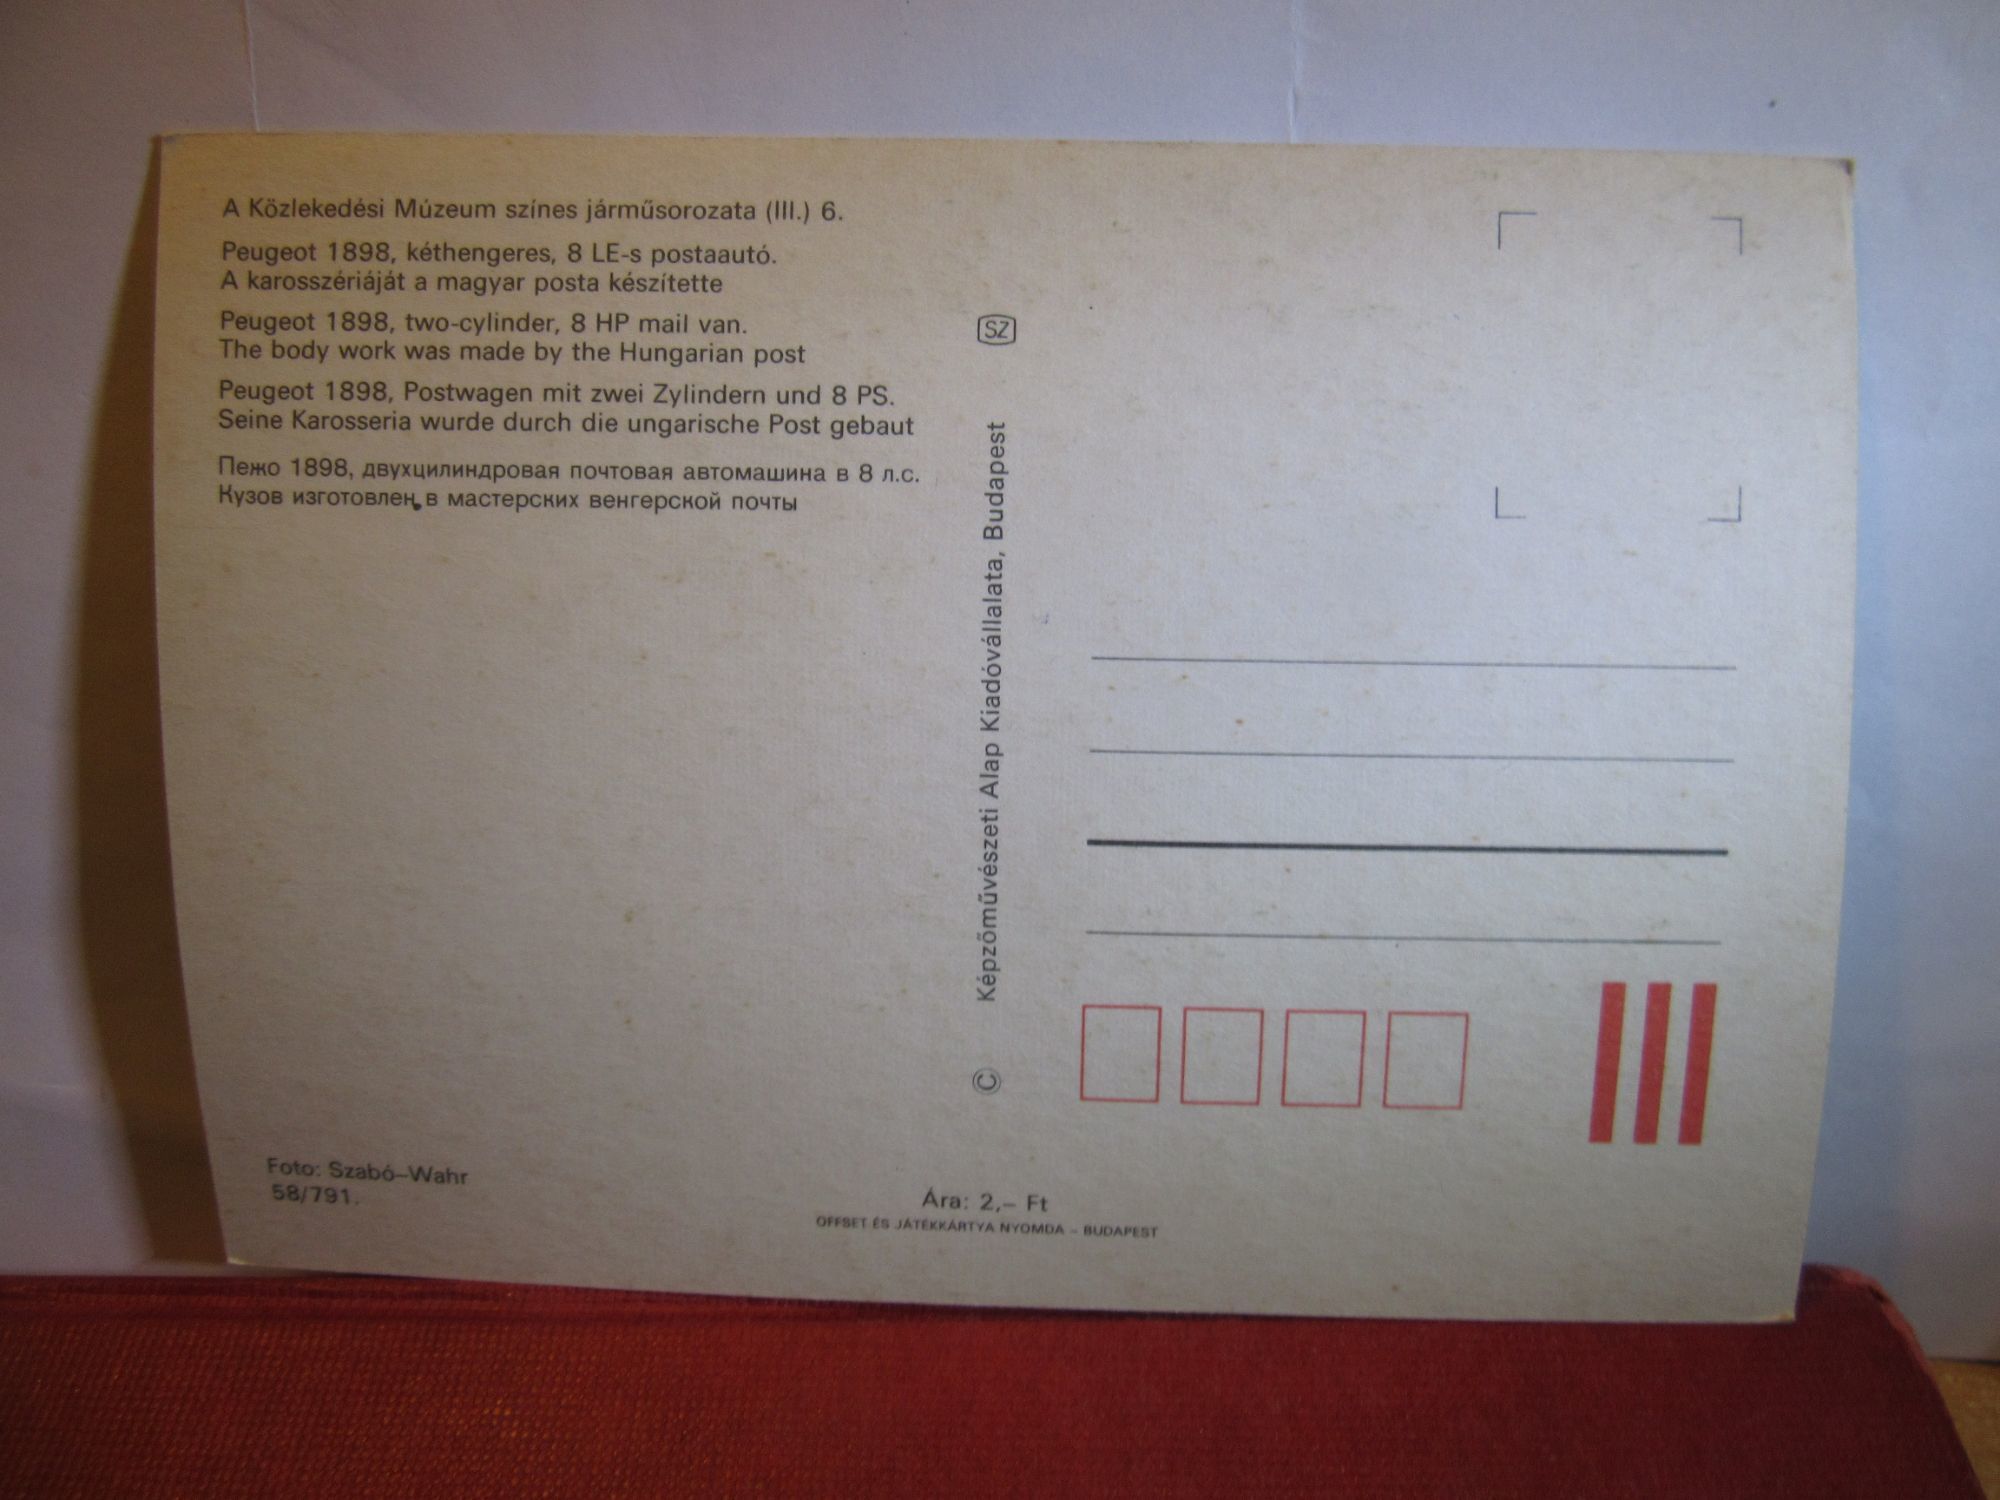 A Közlekedési Múzeum színes járműsorozata (III.) 6.
Peugeot 1898, kéthengeres, 8 LE-s postaautó.
A karosszériáját a magyar posta készítette
Peugeot 1898, two-cylinder, 8 HP mail van.
The body work was made by the Hungarian post
Peugeot 1898, Postwagen mit zwei Zylindern und 8 PS.
Seine Karosseria wurde durch die ungarische Post gebaut
Пежо 1898, двухцилиндровая почтовая автомашина в 8 л.с.
Кузов изготовлен в мастерских венгерской почты
Foto: Szabó–Wahr
58/791.
SZ
© Képzőművészeti Alap Kiadóvállalata, Budapest
Ára: 2,– Ft
OFFSET ÉS JÁTÉKKÁRTYA NYOMDA – BUDAPEST